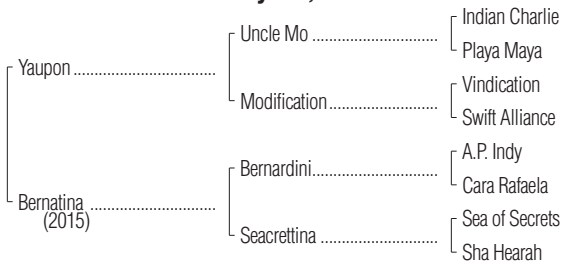 Indian Charlie
Uncle Mo
Playa Maya
Yaupon
Vindication
Modification
Swift Alliance
A.P. Indy
Bernardini
Cara Rafaela
Bernatina
(2015)
Sea of Secrets
Seacrettina
Sha Hearah